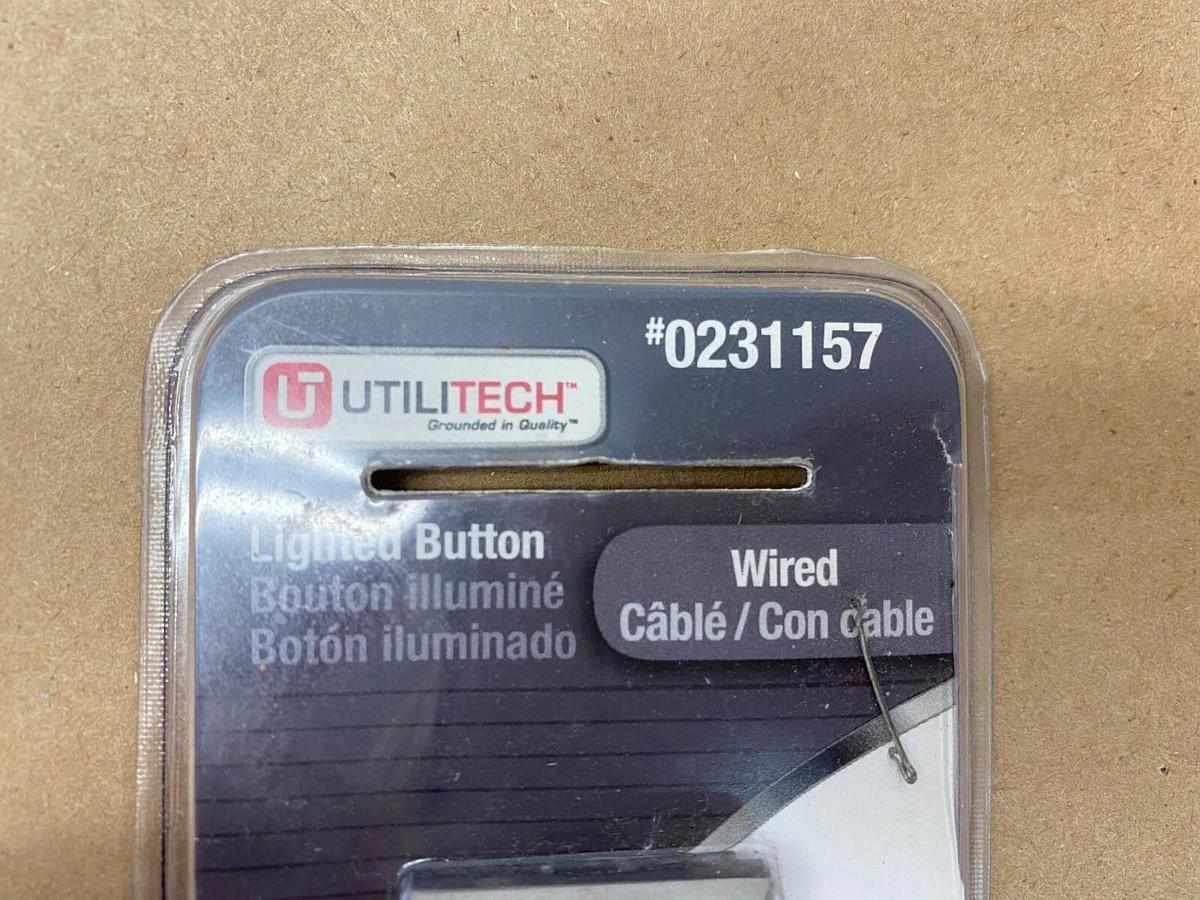 #0231157
UTILITECH™
Grounded in Quality™
Lighted Button
Bouton illuminé
Botón iluminado
Wired
Câblé / Con cable